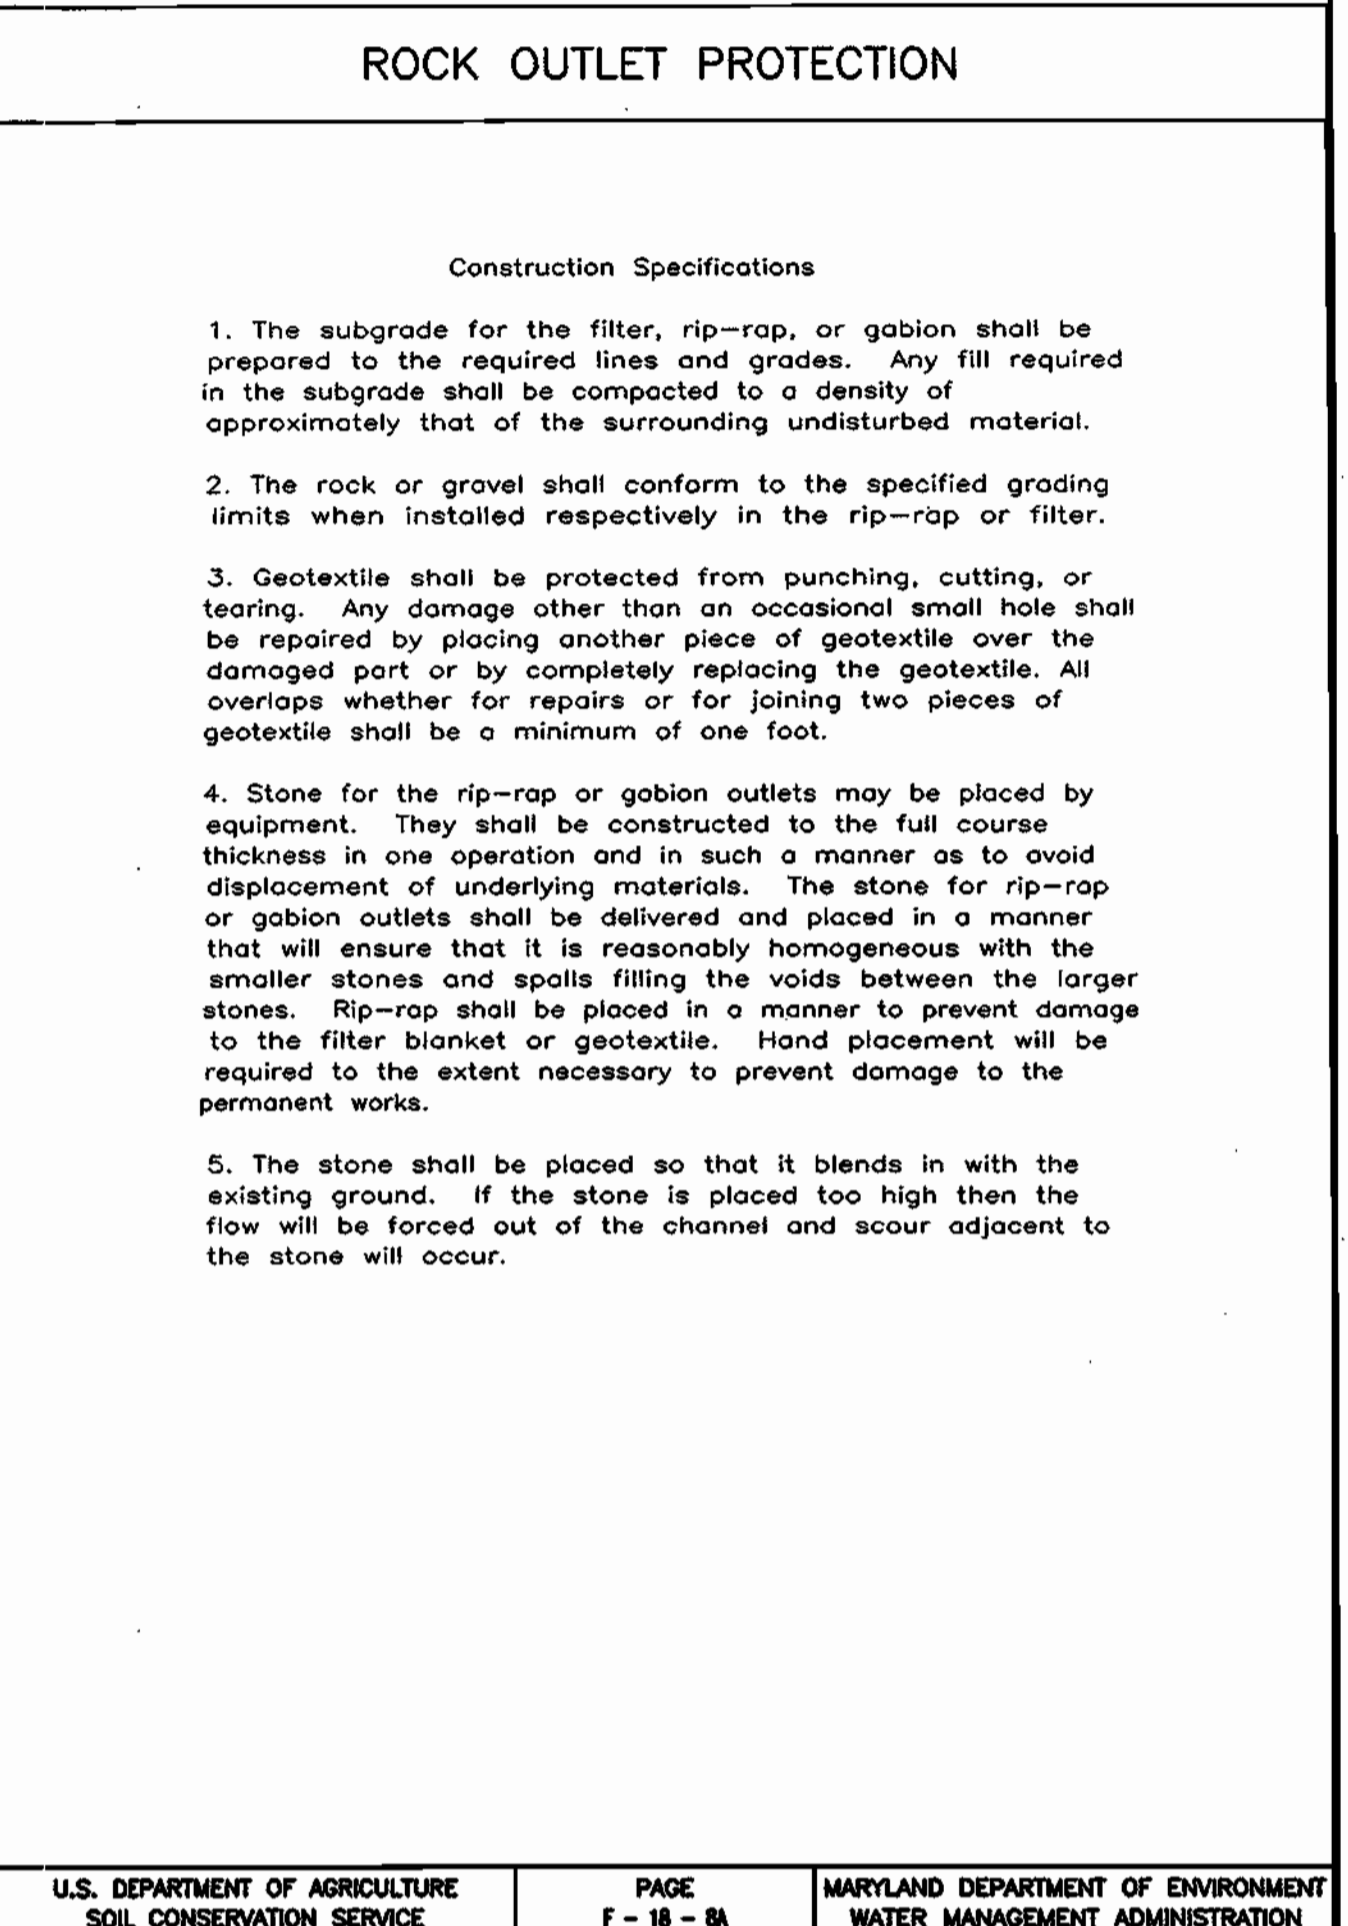 ROCK OUTLET PROTECTION
Construction Specifications
1. The subgrade for the filter, rip-rap, or gabion shall be
prepared to the required lines and grades. Any fill required
in the subgrade shall be compacted to a density of
approximately that of the surrounding undisturbed material.
2. The rock or gravel shall conform to the specified grading
limits when installed respectively in the rip-rap or filter.
3. Geotextile shall be protected from punching, cutting, or
tearing. Any damage other than an occasional small hole shall
be repaired by placing another piece of geotextile over the
damaged part or by completely replacing the geotextile. All
overlaps whether for repairs or for joining two pieces of
geotextile shall be a minimum of one foot.
4. Stone for the rip-rap or gabion outlets may be placed by
equipment. They shall be constructed to the full course
thickness in one operation and in such a manner as to avoid
displacement of underlying materials. The stone for rip-rap
or gabion outlets shall be delivered and placed in a manner
that will ensure that it is reasonably homogeneous with the
smaller stones and spalls filling the voids between the larger
stones. Rip-rap shall be placed in a manner to prevent damage
to the filter blanket or geotextile. Hand placement will be
required to the extent necessary to prevent damage to the
permanent works.
5. The stone shall be placed so that it blends in with the
existing ground. If the stone is placed too high then the
flow will be forced out of the channel and scour adjacent to
the stone will occur.
U.S. DEPARTMENT OF AGRICULTURE
SOIL CONSERVATION SERVICE
PAGE
F - 18 - 8A
MARYLAND DEPARTMENT OF ENVIRONMENT
WATER MANAGEMENT ADMINISTRATION